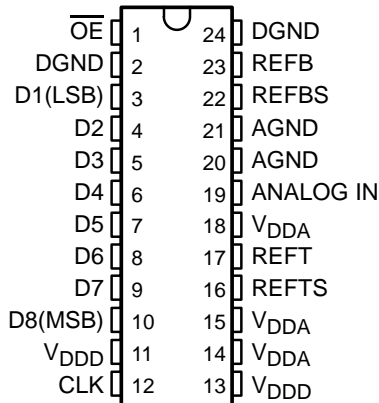 OE 1 24 DGND
DGND 2 23 REFB
D1(LSB) 3 22 REFBS
D2 4 21 AGND
D3 5 20 AGND
D4 6 19 ANALOG IN
D5 7 18 VDDA
D6 8 17 REFT
D7 9 16 REFTS
D8(MSB) 10 15 VDDA
VDDD 11 14 VDDA
CLK 12 13 VDDD